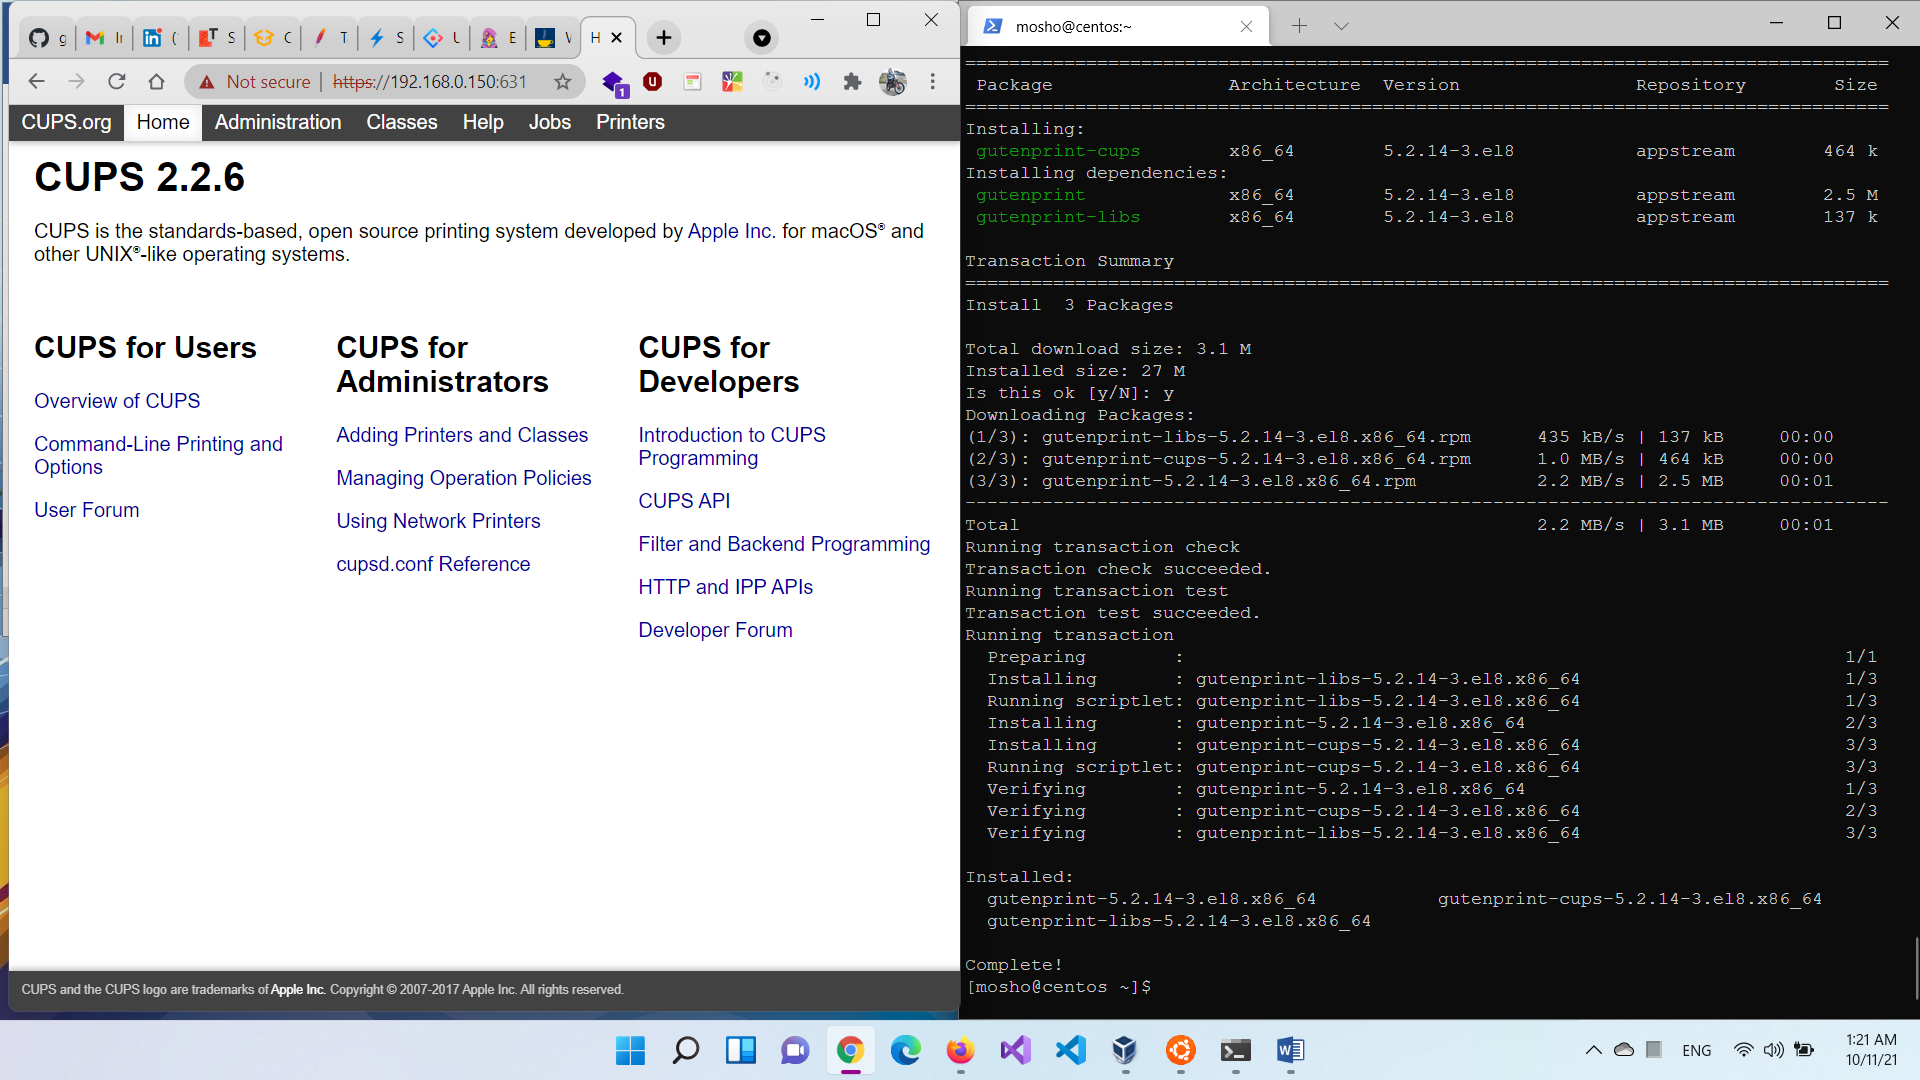 g
Ir
(1
S
C
T
S
U
E
V
H
Not secure | https://192.168.0.150:631
1
CUPS.org Home Administration Classes Help Jobs Printers
CUPS 2.2.6
CUPS is the standards-based, open source printing system developed by Apple Inc. for macOS® and
other UNIX®-like operating systems.
CUPS for Users
Overview of CUPS
Command-Line Printing and
Options
User Forum
CUPS for
Administrators
Adding Printers and Classes
Managing Operation Policies
Using Network Printers
cupsd.conf Reference
CUPS for
Developers
Introduction to CUPS
Programming
CUPS API
Filter and Backend Programming
HTTP and IPP APIs
Developer Forum
CUPS and the CUPS logo are trademarks of Apple Inc. Copyright © 2007-2017 Apple Inc. All rights reserved.
mosho@centos:~
================================================================================
Package Architecture Version Repository Size
================================================================================
Installing:
gutenprint-cups x86_64 5.2.14-3.el8 appstream 464 k
Installing dependencies:
gutenprint x86_64 5.2.14-3.el8 appstream 2.5 M
gutenprint-libs x86_64 5.2.14-3.el8 appstream 137 k
Transaction Summary
================================================================================
Install 3 Packages
Total download size: 3.1 M
Installed size: 27 M
Is this ok [y/N]: y
Downloading Packages:
(1/3): gutenprint-libs-5.2.14-3.el8.x86_64.rpm 435 kB/s | 137 kB 00:00
(2/3): gutenprint-cups-5.2.14-3.el8.x86_64.rpm 1.0 MB/s | 464 kB 00:00
(3/3): gutenprint-5.2.14-3.el8.x86_64.rpm 2.2 MB/s | 2.5 MB 00:01
--------------------------------------------------------------------------------
Total 2.2 MB/s | 3.1 MB 00:01
Running transaction check
Transaction check succeeded.
Running transaction test
Transaction test succeeded.
Running transaction
Preparing : 1/1
Installing : gutenprint-libs-5.2.14-3.el8.x86_64 1/3
Running scriptlet: gutenprint-libs-5.2.14-3.el8.x86_64 1/3
Installing : gutenprint-5.2.14-3.el8.x86_64 2/3
Installing : gutenprint-cups-5.2.14-3.el8.x86_64 3/3
Running scriptlet: gutenprint-cups-5.2.14-3.el8.x86_64 3/3
Verifying : gutenprint-5.2.14-3.el8.x86_64 1/3
Verifying : gutenprint-cups-5.2.14-3.el8.x86_64 2/3
Verifying : gutenprint-libs-5.2.14-3.el8.x86_64 3/3
Installed:
gutenprint-5.2.14-3.el8.x86_64 gutenprint-cups-5.2.14-3.el8.x86_64
gutenprint-libs-5.2.14-3.el8.x86_64
Complete!
[mosho@centos ~]$
ENG
1:21 AM
10/11/21